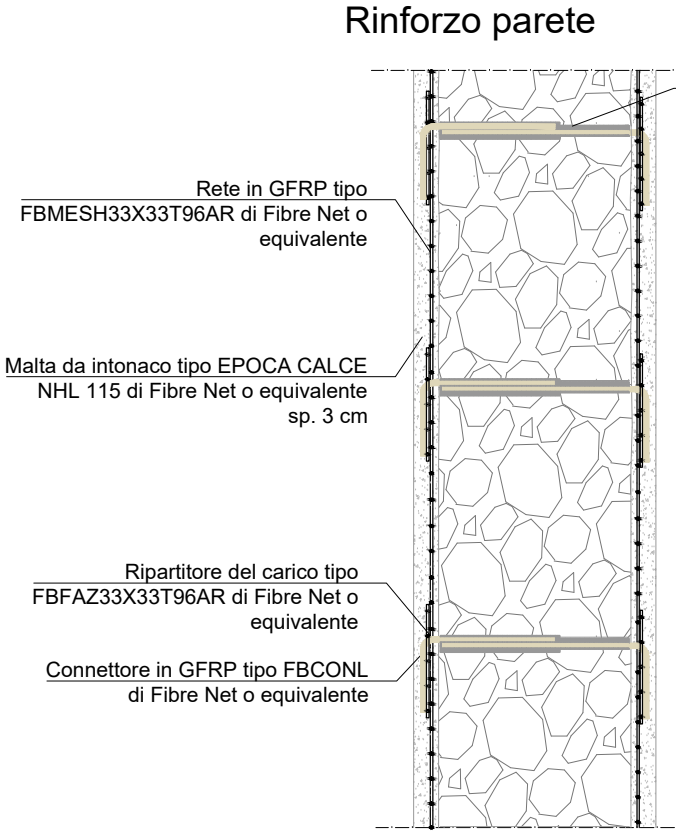 Rinforzo parete
Rete in GFRP tipo
FBMESH33X33T96AR di Fibre Net o
equivalente
Malta da intonaco tipo EPOCA CALCE
NHL 115 di Fibre Net o equivalente
sp. 3 cm
Ripartitore del carico tipo
FBFAZ33X33T96AR di Fibre Net o
equivalente
Connettore in GFRP tipo FBCONL
di Fibre Net o equivalente